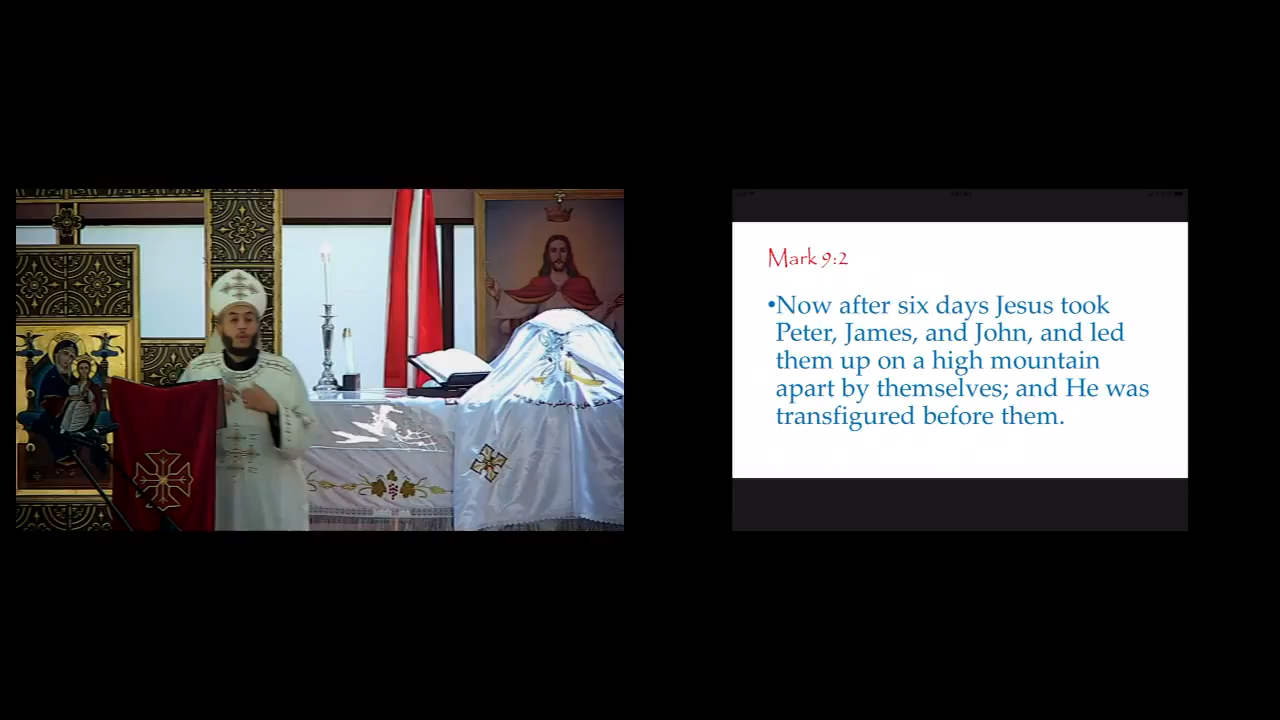 Mark 9:2
•Now after six days Jesus took
Peter, James, and John, and led
them up on a high mountain
apart by themselves; and He was
transfigured before them.